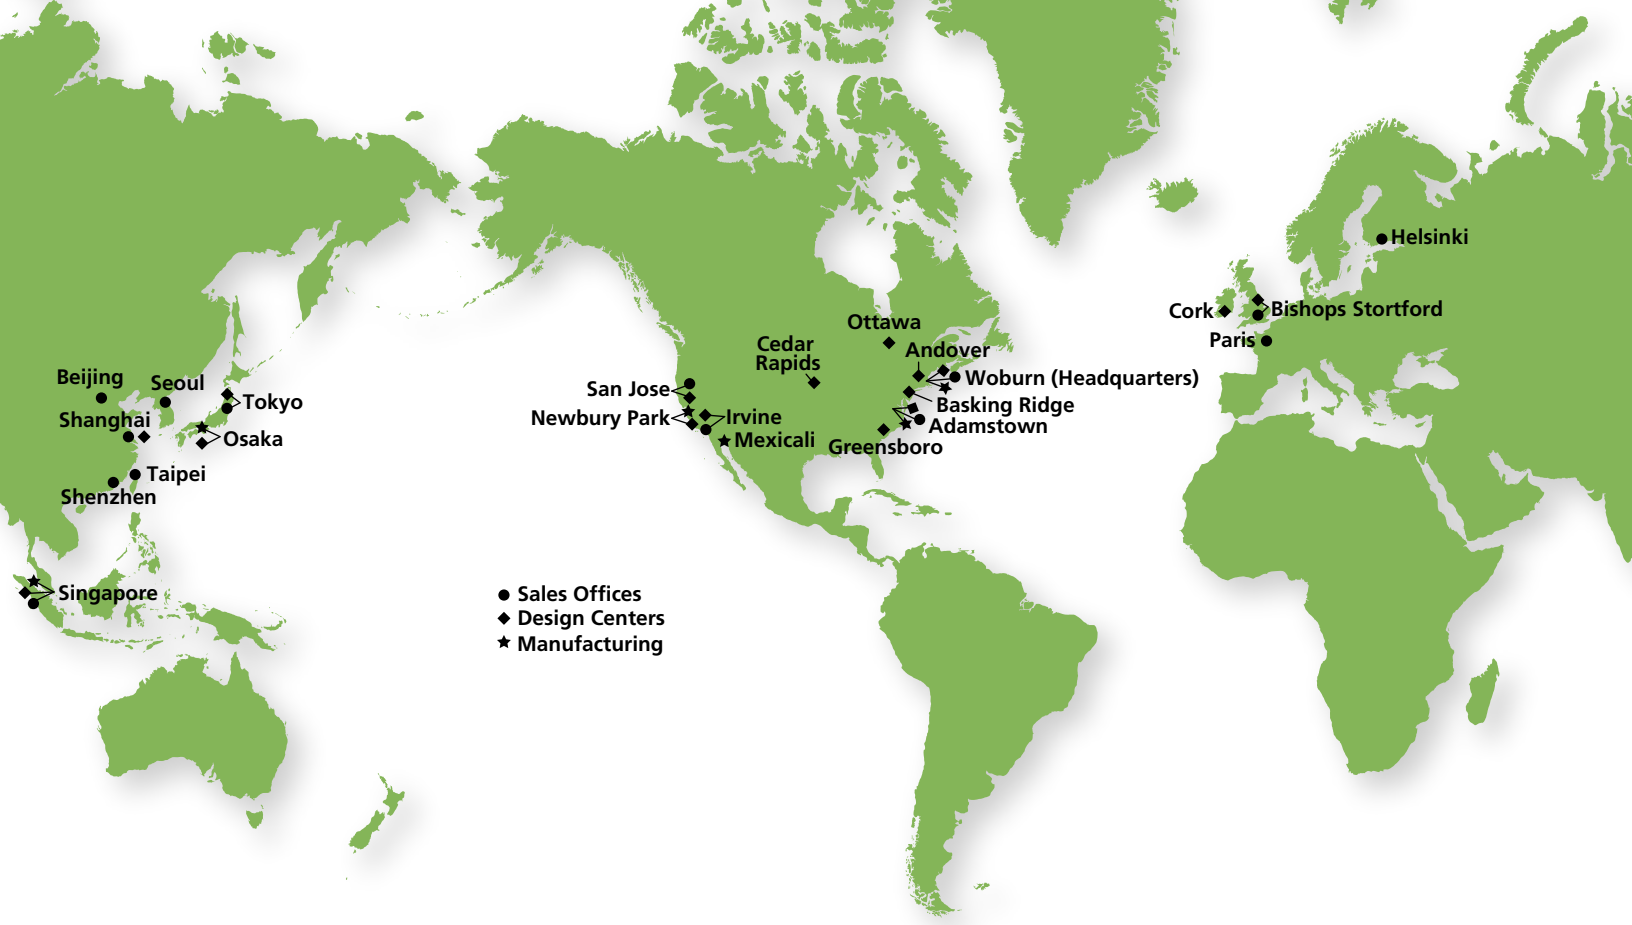 Helsinki
Cork
Bishops Stortford
Paris
Ottawa
Cedar
Rapids
Andover
Woburn (Headquarters)
Basking Ridge
Adamstown
Greensboro
San Jose
Newbury Park
Irvine
Mexicali
Beijing
Seoul
Tokyo
Shanghai
Osaka
Taipei
Shenzhen
Singapore
Sales Offices
Design Centers
Manufacturing